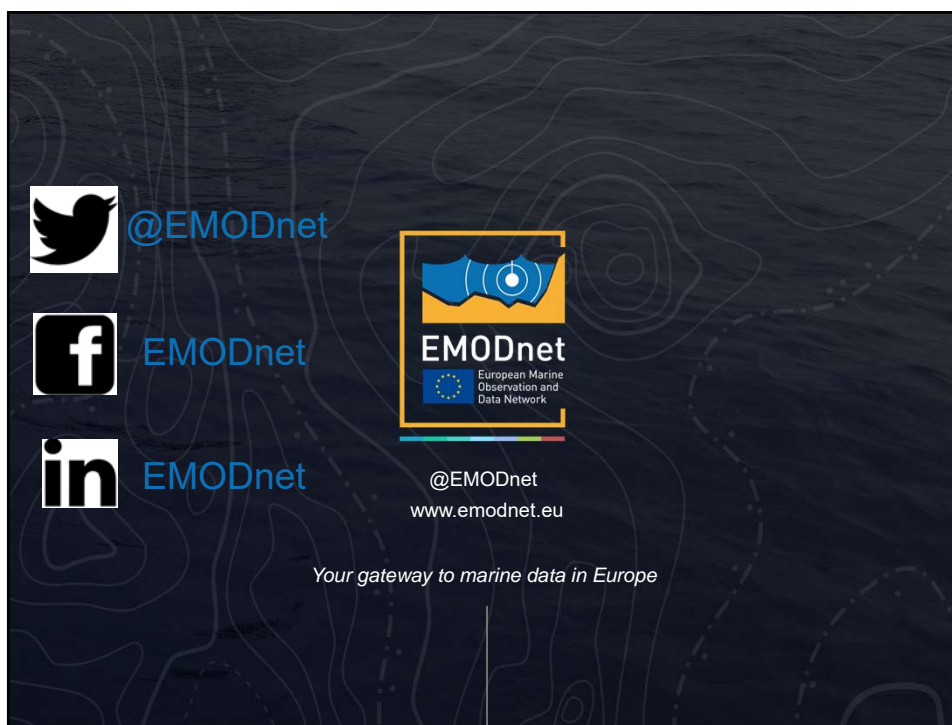 @EMODnet
EMODnet
EMODnet
EMODnet
European Marine
Observation and
Data Network
@EMODnet
www.emodnet.eu
Your gateway to marine data in Europe